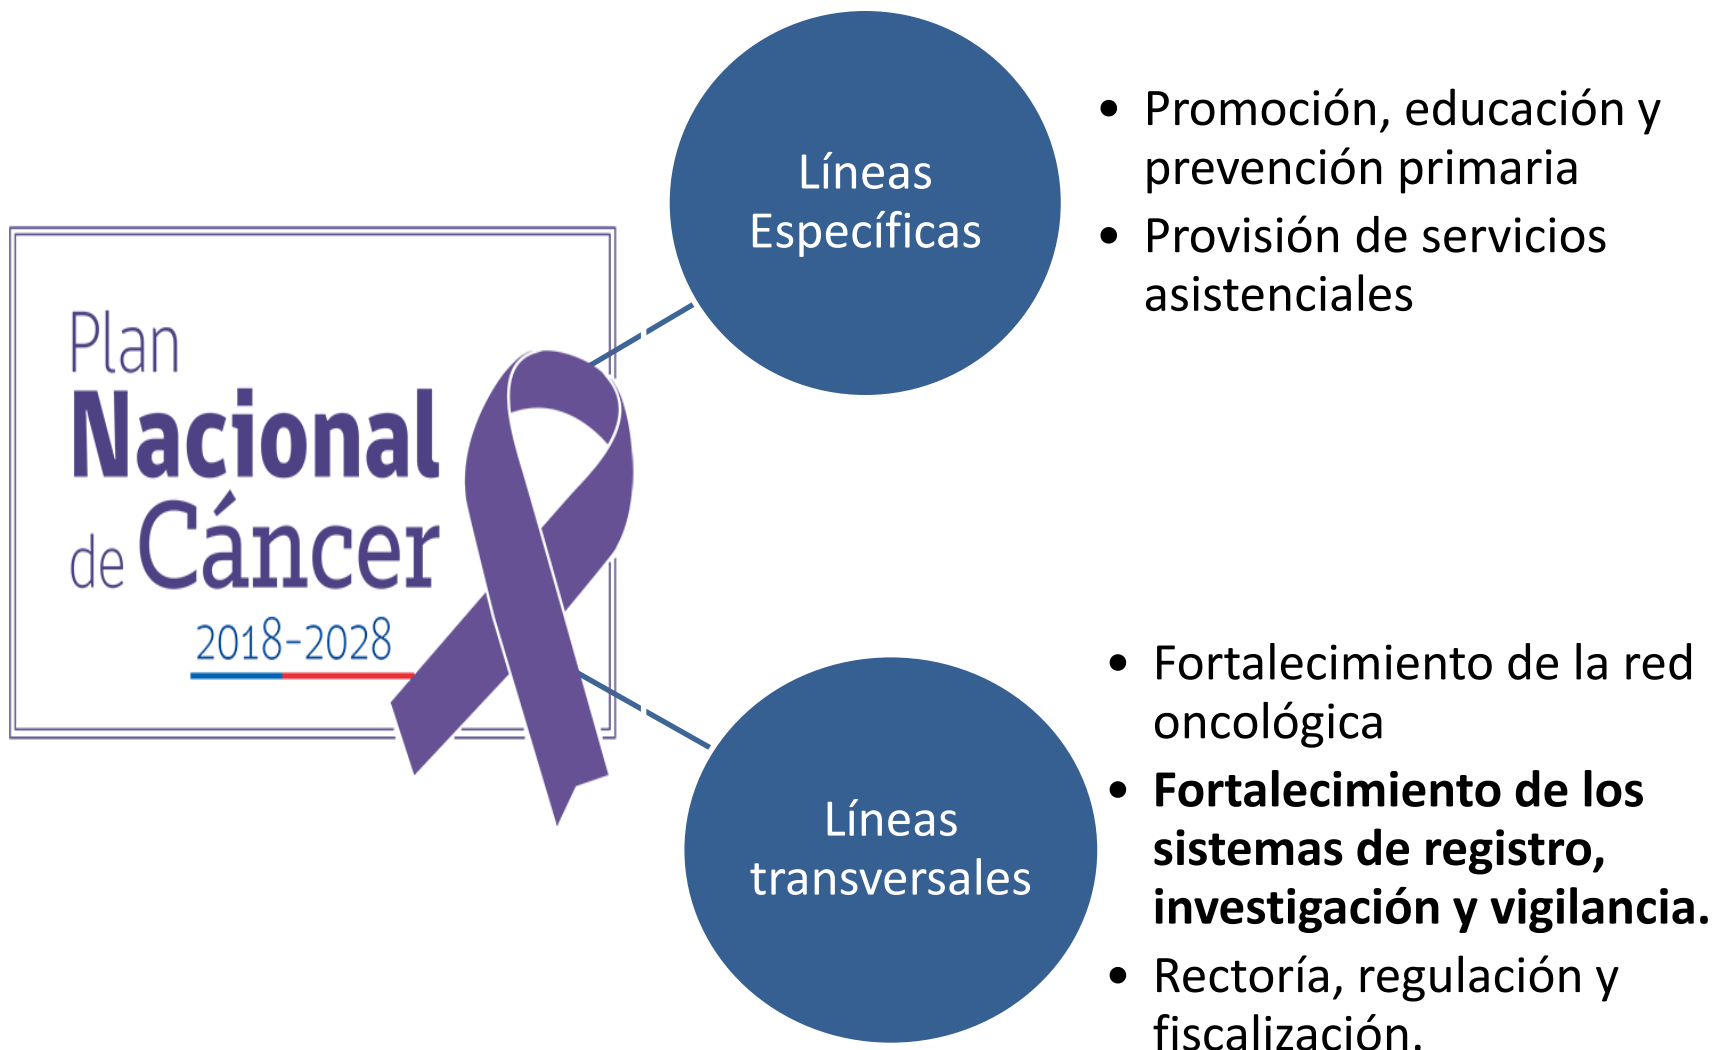 Plan
Nacional
de Cáncer
2018-2028
Líneas
Específicas
• Promoción, educación y
prevención primaria
• Provisión de servicios
asistenciales
Líneas
transversales
• Fortalecimiento de la red
oncológica
• Fortalecimiento de los
sistemas de registro,
investigación y vigilancia.
• Rectoría, regulación y
fiscalización.